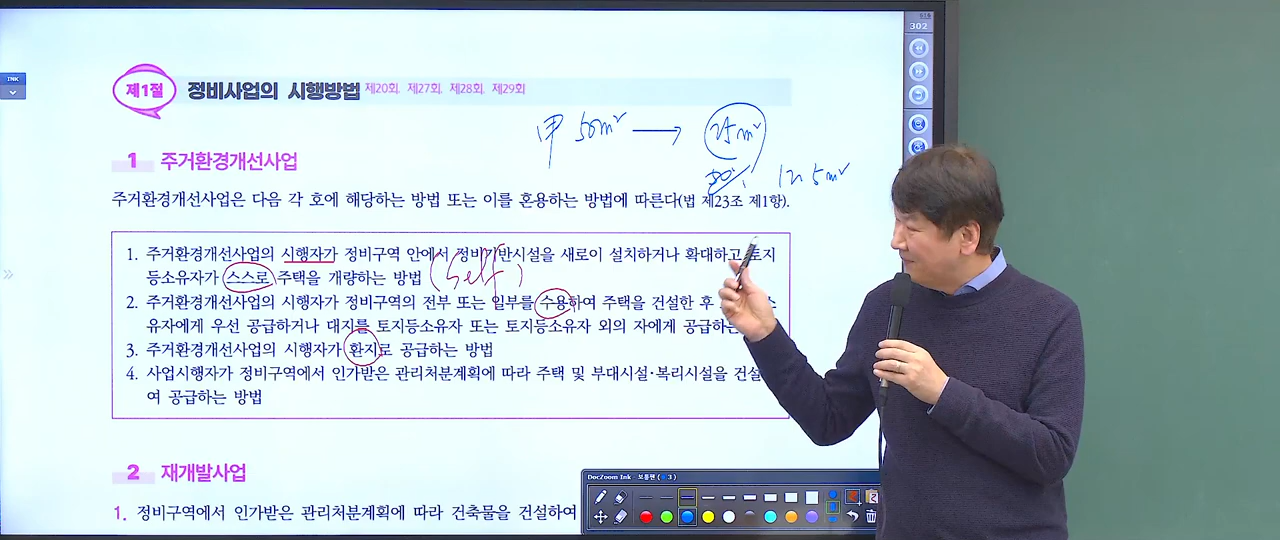 302
INK
제1절 정비사업의 시행방법 제20회, 제27회, 제28회, 제29회
甲 50m² → 25m²
50% 12.5m²
1 주거환경개선사업
주거환경개선사업은 다음 각 호에 해당하는 방법 또는 이를 혼용하는 방법에 따른다(법 제23조 제1항).
1. 주거환경개선사업의 시행자가 정비구역 안에서 정비기반시설을 새로이 설치하거나 확대하고 토지
등소유자가 스스로 주택을 개량하는 방법 (Self)
2. 주거환경개선사업의 시행자가 정비구역의 전부 또는 일부를 수용하여 주택을 건설한 후 소
유자에게 우선 공급하거나 대지를 토지등소유자 또는 토지등소유자 외의 자에게 공급하는
3. 주거환경개선사업의 시행자가 환지로 공급하는 방법
4. 사업시행자가 정비구역에서 인가받은 관리처분계획에 따라 주택 및 부대시설·복리시설을 건설
여 공급하는 방법
2 재개발사업
1. 정비구역에서 인가받은 관리처분계획에 따라 건축물을 건설하여
DocZoom Ink - 보통펜 ( 3 )